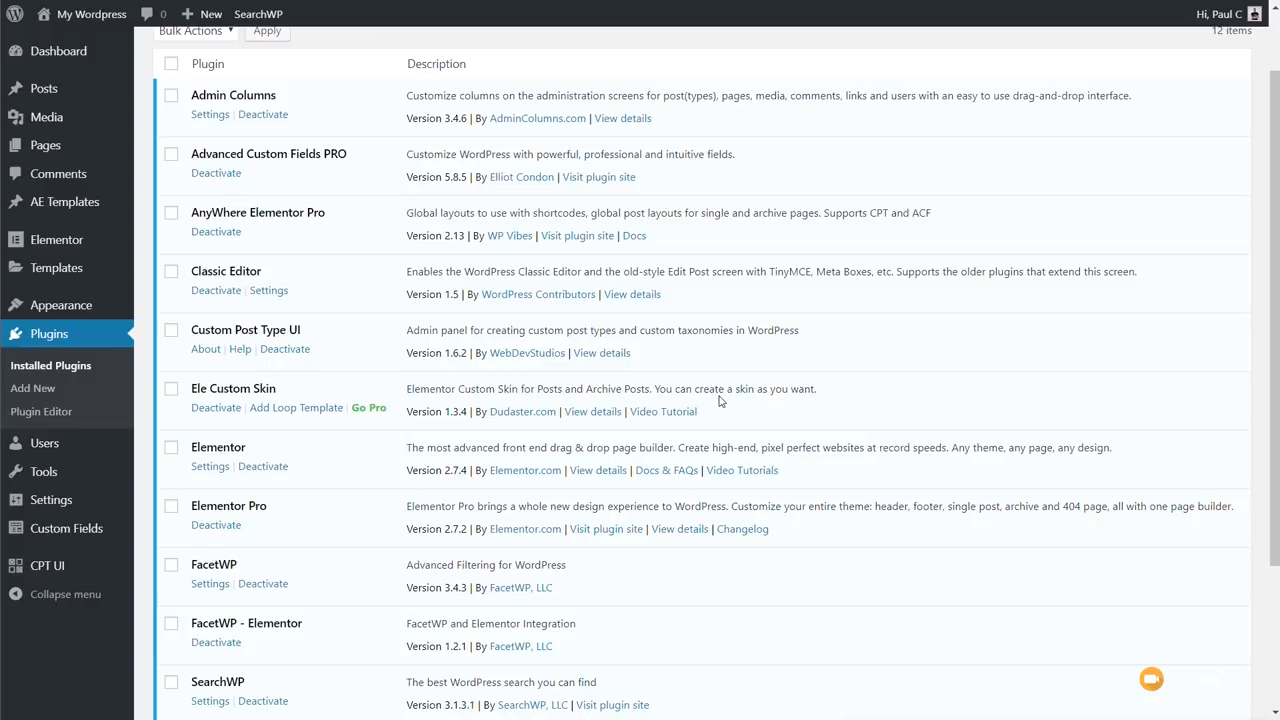 My Wordpress 0 New SearchWP Hi, Paul C
Bulk Actions Apply 12 items
Dashboard
Posts
Media
Pages
Comments
AE Templates
Elementor
Templates
Appearance
Plugins
Installed Plugins
Add New
Plugin Editor
Users
Tools
Settings
Custom Fields
CPT UI
Collapse menu
Plugin Description
Admin Columns Customize columns on the administration screens for post(types), pages, media, comments, links and users with an easy to use drag-and-drop interface.
Settings | Deactivate Version 3.4.6 | By AdminColumns.com | View details
Advanced Custom Fields PRO Customize WordPress with powerful, professional and intuitive fields.
Deactivate Version 5.8.5 | By Elliot Condon | Visit plugin site
AnyWhere Elementor Pro Global layouts to use with shortcodes, global post layouts for single and archive pages. Supports CPT and ACF
Deactivate Version 2.13 | By WP Vibes | Visit plugin site | Docs
Classic Editor Enables the WordPress Classic Editor and the old-style Edit Post screen with TinyMCE, Meta Boxes, etc. Supports the older plugins that extend this screen.
Deactivate | Settings Version 1.5 | By WordPress Contributors | View details
Custom Post Type UI Admin panel for creating custom post types and custom taxonomies in WordPress
About | Help | Deactivate Version 1.6.2 | By WebDevStudios | View details
Ele Custom Skin Elementor Custom Skin for Posts and Archive Posts. You can create a skin as you want.
Deactivate | Add Loop Template | Go Pro Version 1.3.4 | By Dudaster.com | View details | Video Tutorial
Elementor The most advanced front end drag & drop page builder. Create high-end, pixel perfect websites at record speeds. Any theme, any page, any design.
Settings | Deactivate Version 2.7.4 | By Elementor.com | View details | Docs & FAQs | Video Tutorials
Elementor Pro Elementor Pro brings a whole new design experience to WordPress. Customize your entire theme: header, footer, single post, archive and 404 page, all with one page builder.
Deactivate Version 2.7.2 | By Elementor.com | Visit plugin site | View details | Changelog
FacetWP Advanced Filtering for WordPress
Settings | Deactivate Version 3.4.3 | By FacetWP, LLC
FacetWP - Elementor FacetWP and Elementor Integration
Deactivate Version 1.2.1 | By FacetWP, LLC
SearchWP The best WordPress search you can find
Settings | Deactivate Version 3.1.3.1 | By SearchWP, LLC | Visit plugin site